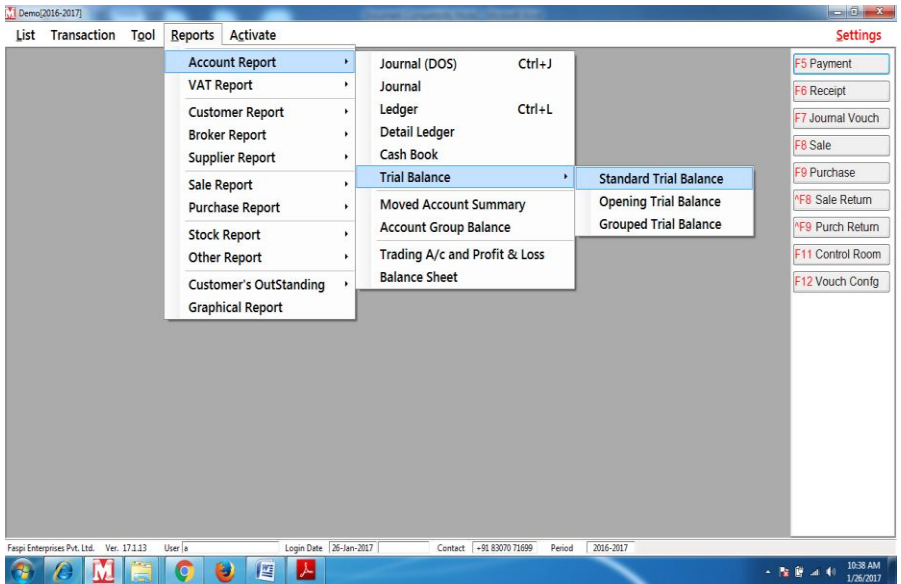 Demo[2016-2017]
List Transaction Tool Reports Activate Settings
Account Report
VAT Report
Customer Report
Broker Report
Supplier Report
Sale Report
Purchase Report
Stock Report
Other Report
Customer's OutStanding
Graphical Report
Journal (DOS) Ctrl+J
Journal
Ledger Ctrl+L
Detail Ledger
Cash Book
Trial Balance
Moved Account Summary
Account Group Balance
Trading A/c and Profit & Loss
Balance Sheet
Standard Trial Balance
Opening Trial Balance
Grouped Trial Balance
F5 Payment
F6 Receipt
F7 Journal Vouch
F8 Sale
F9 Purchase
^F8 Sale Return
^F9 Purch Return
F11 Control Room
F12 Vouch Confg
Faspi Enterprises Pvt. Ltd. Ver. 17.1.13 User a Login Date 26-Jan-2017 Contact +91 83070 71699 Period 2016-2017
10:38 AM
1/26/2017